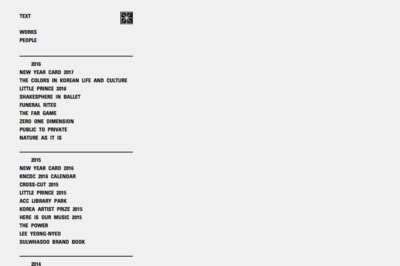 TEXT
WORKS
PEOPLE
2016
NEW YEAR CARD 2017
THE COLORS IN KOREAN LIFE AND CULTURE
LITTLE PRINCE 2016
SHAKESPHERE IN BALLET
FUNERAL RITES
THE FAR GAME
ZERO ONE DIMENSION
PUBLIC TO PRIVATE
NATURE AS IT IS
2015
NEW YEAR CARD 2016
KNCDC 2016 CALENDAR
CROSS-CUT 2015
LITTLE PRINCE 2015
ACC LIBRARY PARK
KOREA ARTIST PRIZE 2015
HERE IS OUR MUSIC 2015
THE POWER
LEE YEONG-NYEO
SULWHASOO BRAND BOOK
2014